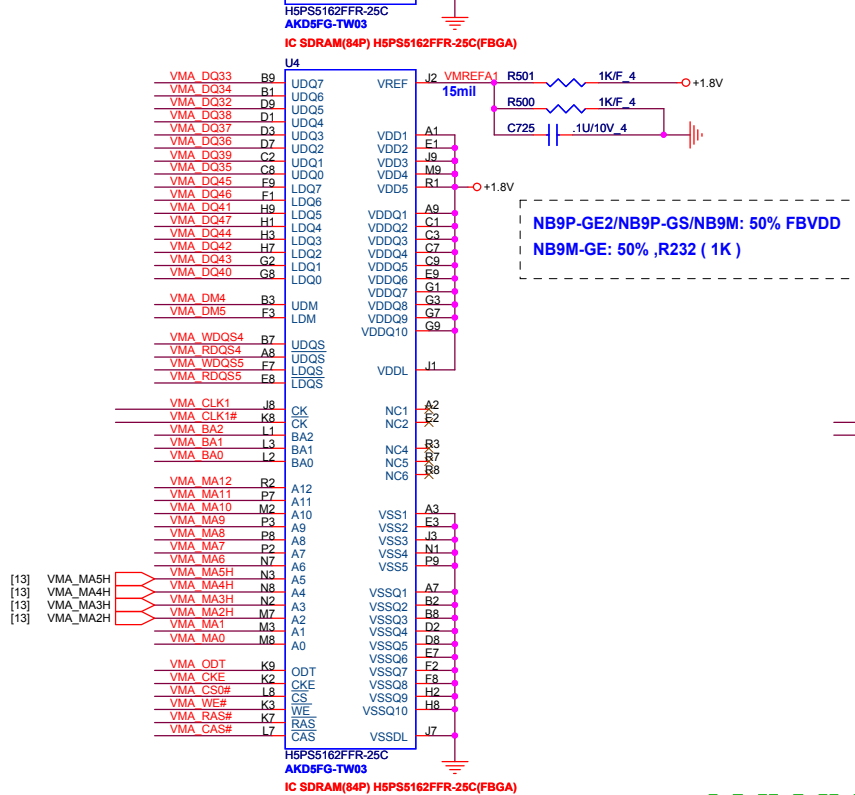 H5PS5162FFR-25C
AKD5FG-TW03
IC SDRAM(84P) H5PS5162FFR-25C(FBGA)
U4
VMA_DQ33 B9 UDQ7 VREF J2 VMREFA1 R501 1K/F_4 +1.8V
15mil
VMA_DQ34 B1 UDQ6
VMA_DQ32 D9 UDQ5 R500 1K/F_4
VMA_DQ38 D1 UDQ4
VMA_DQ37 D3 UDQ3 VDD1 A1 C725 .1U/10V_4
VMA_DQ36 D7 UDQ2 VDD2 E1
VMA_DQ39 C2 UDQ1 VDD3 J9
VMA_DQ35 C8 UDQ0 VDD4 M9
VMA_DQ45 F9 LDQ7 VDD5 R1 +1.8V
VMA_DQ46 F1 LDQ6
VMA_DQ41 H9 LDQ5 VDDQ1 A9
VMA_DQ47 H1 LDQ4 VDDQ2 C1
VMA_DQ44 H3 LDQ3 VDDQ3 C3
VMA_DQ42 H7 LDQ2 VDDQ4 C7
VMA_DQ43 G2 LDQ1 VDDQ5 C9
VMA_DQ40 G8 LDQ0 VDDQ6 E9
VDDQ7 G1
VMA_DM4 B3 UDM VDDQ8 G3
VMA_DM5 F3 LDM VDDQ9 G7
VDDQ10 G9
NB9P-GE2/NB9P-GS/NB9M: 50% FBVDD
NB9M-GE: 50% ,R232 ( 1K )
VMA_WDQS4 B7 UDQS
VMA_RDQS4 A8 UDQS
VMA_WDQS5 F7 LDQS VDDL J1
VMA_RDQS5 E8 LDQS
VMA_CLK1 J8 CK NC1 A2
VMA_CLK1# K8 CK NC2 E2
VMA_BA2 L1 BA2
VMA_BA1 L3 BA1 NC4 R3
VMA_BA0 L2 BA0 NC5 R7
NC6 R8
VMA_MA12 R2 A12
VMA_MA11 P7 A11
VMA_MA10 M2 A10 VSS1 A3
VMA_MA9 P3 A9 VSS2 E3
VMA_MA8 P8 A8 VSS3 J3
VMA_MA7 P2 A7 VSS4 N1
VMA_MA6 N7 A6 VSS5 P9
[13] VMA_MA5H VMA_MA5H N3 A5
[13] VMA_MA4H VMA_MA4H N8 A4 VSSQ1 A7
[13] VMA_MA3H VMA_MA3H N2 A3 VSSQ2 B2
[13] VMA_MA2H VMA_MA2H M7 A2 VSSQ3 B8
VMA_MA1 M3 A1 VSSQ4 D2
VMA_MA0 M8 A0 VSSQ5 D8
VSSQ6 E7
VMA_ODT K9 ODT VSSQ7 F2
VMA_CKE K2 CKE VSSQ8 F8
VMA_CS0# L8 CS VSSQ9 H2
VMA_WE# K3 WE VSSQ10 H8
VMA_RAS# K7 RAS
VMA_CAS# L7 CAS VSSDL J7
H5PS5162FFR-25C
AKD5FG-TW03
IC SDRAM(84P) H5PS5162FFR-25C(FBGA)